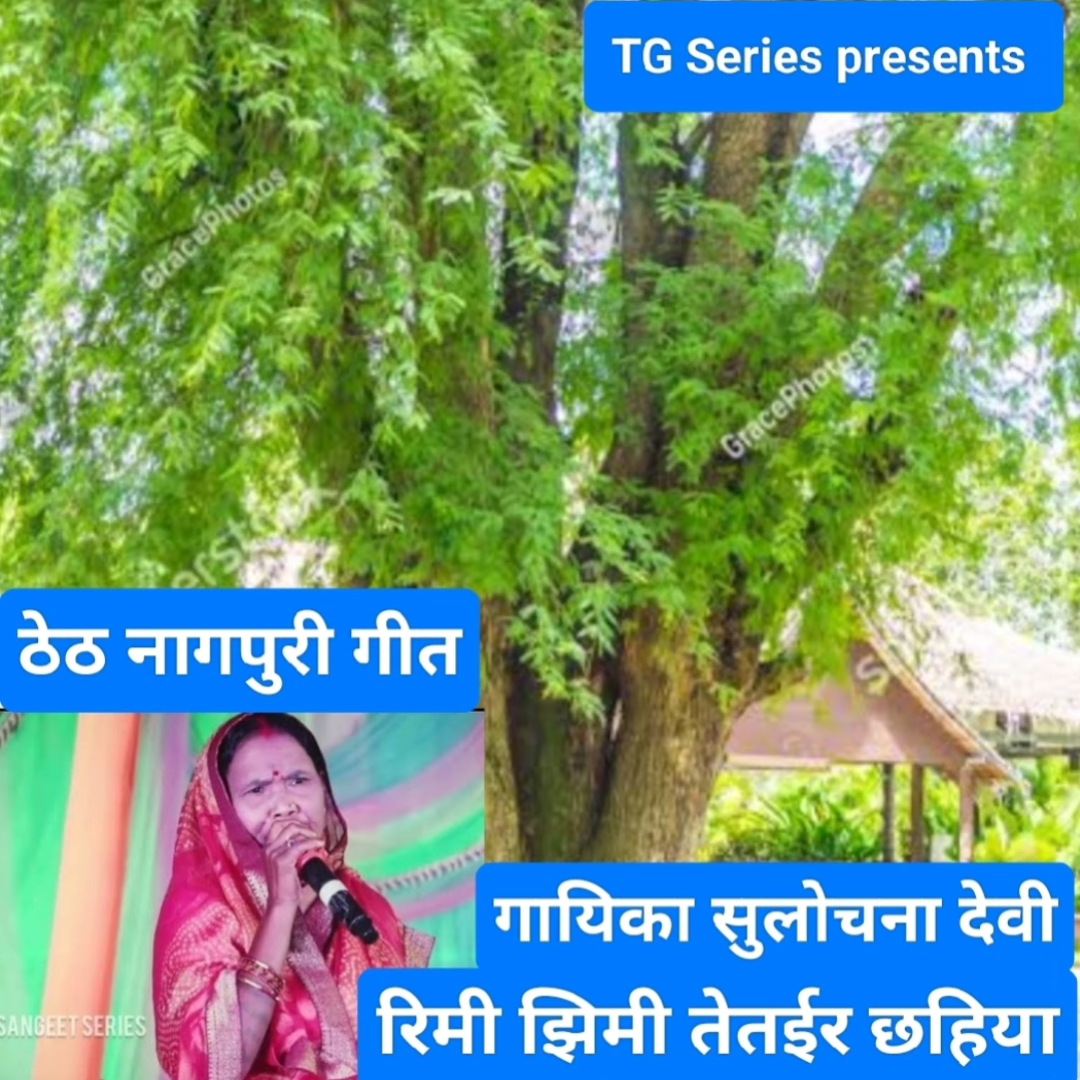 TG Series presents
GracePhotos
GracePhotos
ठेठ नागपुरी गीत
गायिका सुलोचना देवी
SANGEET SERIES
रिमी झिमी तेतईर छहिया